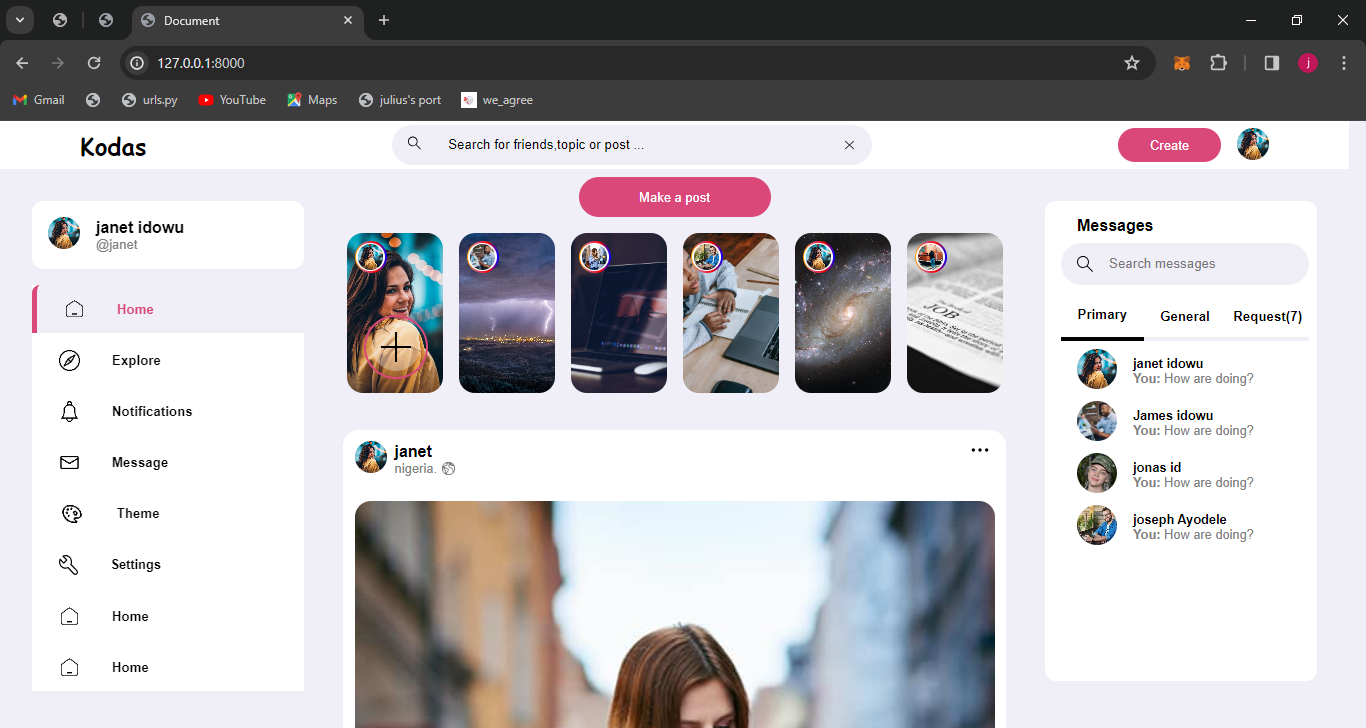 Document
127.0.0.1:8000
j
Gmail
urls.py
YouTube
Maps
julius's port
we_agree
Kodas
Search for friends,topic or post ...
Create
Make a post
janet idowu
@janet
Home
Explore
Notifications
Message
Theme
Settings
Home
Home
JOB
janet
nigeria.
Messages
Search messages
Primary
General
Request(7)
janet idowu
You: How are doing?
James idowu
You: How are doing?
jonas id
You: How are doing?
joseph Ayodele
You: How are doing?